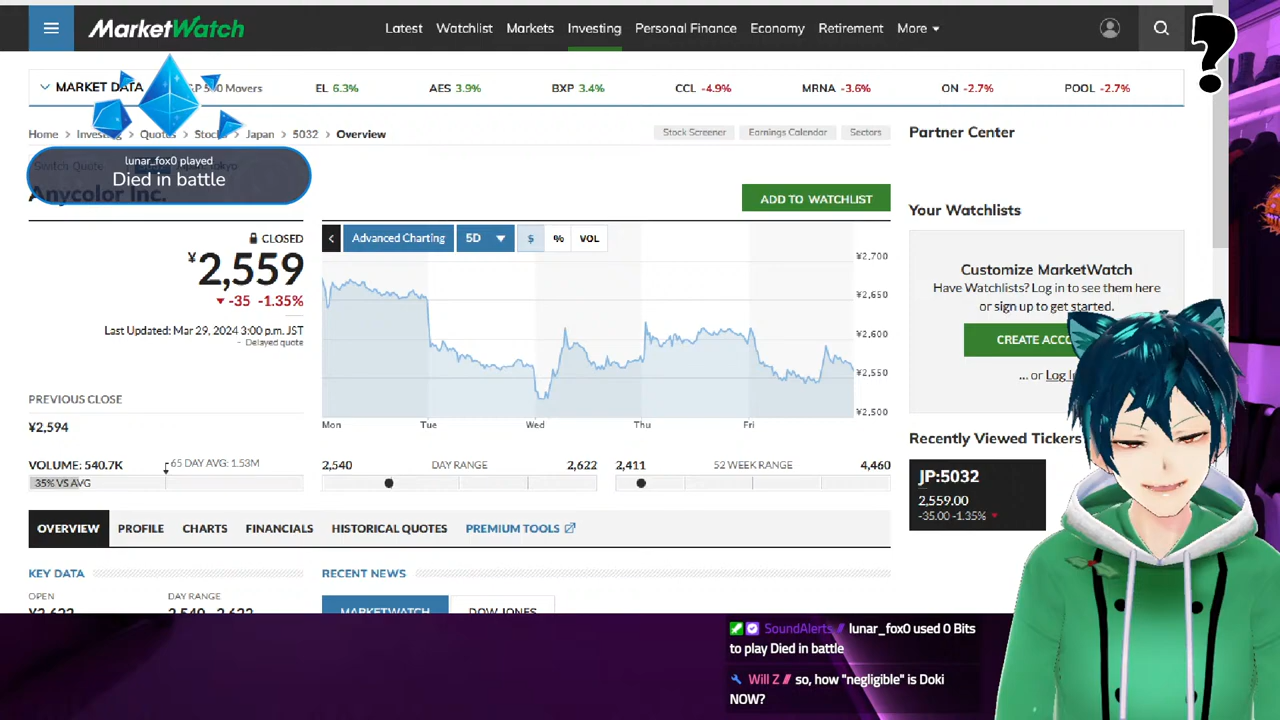 MarketWatch
Latest Watchlist Markets Investing Personal Finance Economy Retirement More
MARKET DATA
Movers EL 6.3% AES 3.9% BXP 3.4% CCL -4.9% MRNA -3.6% ON -2.7% POOL -2.7%
Home Quotes Stocks Japan 5032 Overview
Stock Screener Earnings Calendar Sectors
Partner Center
lunar_fox0 played
Died in battle
Switch Quote
Anycolor Inc.
ADD TO WATCHLIST
Your Watchlists
CLOSED
¥2,559
-35 -1.35%
Last Updated: Mar 29, 2024 3:00 p.m. JST
- Delayed quote
Advanced Charting 5D $ % VOL
¥2,700
¥2,650
¥2,600
¥2,550
¥2,500
Mon Tue Wed Thu Fri
Customize MarketWatch
Have Watchlists? Log in to see them here
or sign up to get started.
CREATE
... or Log
PREVIOUS CLOSE
¥2,594
Recently Viewed Tickers
VOLUME: 540.7K 65 DAY AVG: 1.53M
35% VS AVG
2,540 DAY RANGE 2,622
2,411 52 WEEK RANGE 4,460
JP:5032
2,559.00
-35.00 -1.35%
OVERVIEW PROFILE CHARTS FINANCIALS HISTORICAL QUOTES PREMIUM TOOLS
KEY DATA
RECENT NEWS
OPEN DAY RANGE
¥2,622 2,540 - 2,622
MARKETWATCH DOW JONES
SoundAlerts // lunar_fox0 used 0 Bits
to play Died in battle
Will Z // so, how "negligible" is Doki
NOW?
?